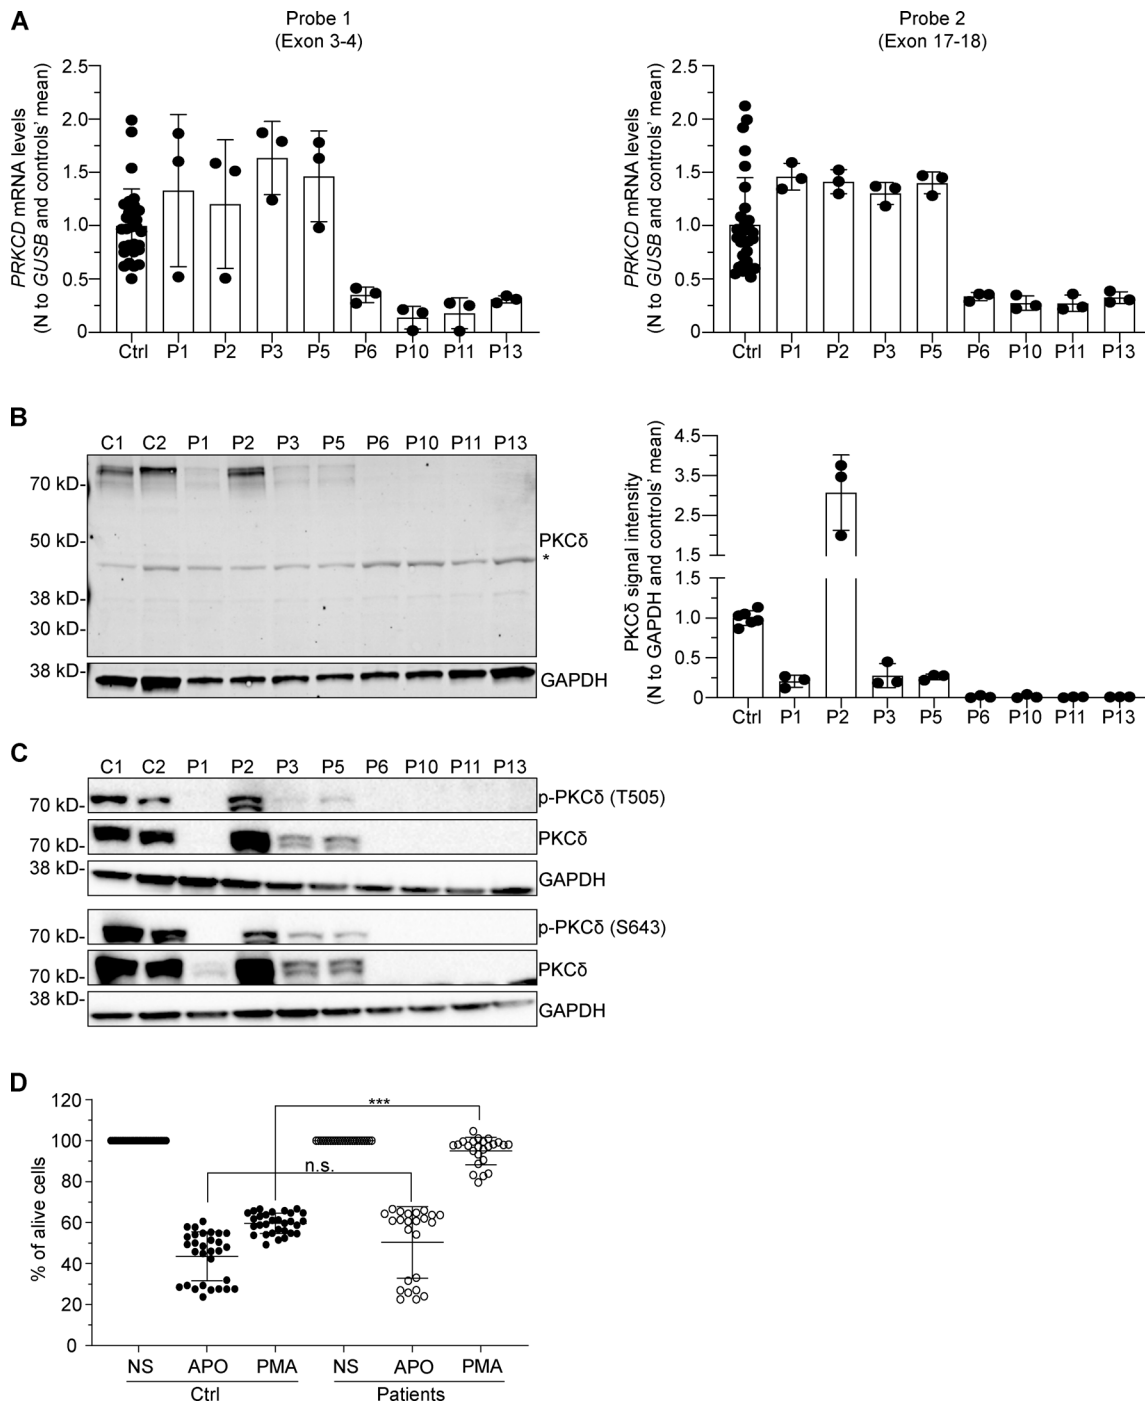 A
Probe 1
(Exon 3-4)
PRKCD mRNA levels
(N to GUSB and controls' mean)
2.5
2.0
1.5
1.0
0.5
0
Ctrl P1 P2 P3 P5 P6 P10 P11 P13
Probe 2
(Exon 17-18)
PRKCD mRNA levels
(N to GUSB and controls' mean)
2.5
2.0
1.5
1.0
0.5
0
Ctrl P1 P2 P3 P5 P6 P10 P11 P13
B
C1 C2 P1 P2 P3 P5 P6 P10 P11 P13
70 kD-
50 kD-
38 kD-
30 kD-
PKCδ
*
38 kD-
GAPDH
PKCδ signal intensity
(N to GAPDH and controls' mean)
4.5
3.5
2.5
1.5
1.5
1.0
0.5
0
Ctrl P1 P2 P3 P5 P6 P10 P11 P13
C
C1 C2 P1 P2 P3 P5 P6 P10 P11 P13
70 kD-
p-PKCδ (T505)
70 kD-
PKCδ
38 kD-
GAPDH
70 kD-
p-PKCδ (S643)
70 kD-
PKCδ
38 kD-
GAPDH
D
% of alive cells
120
100
80
60
40
20
0
***
n.s.
NS APO PMA NS APO PMA
Ctrl Patients